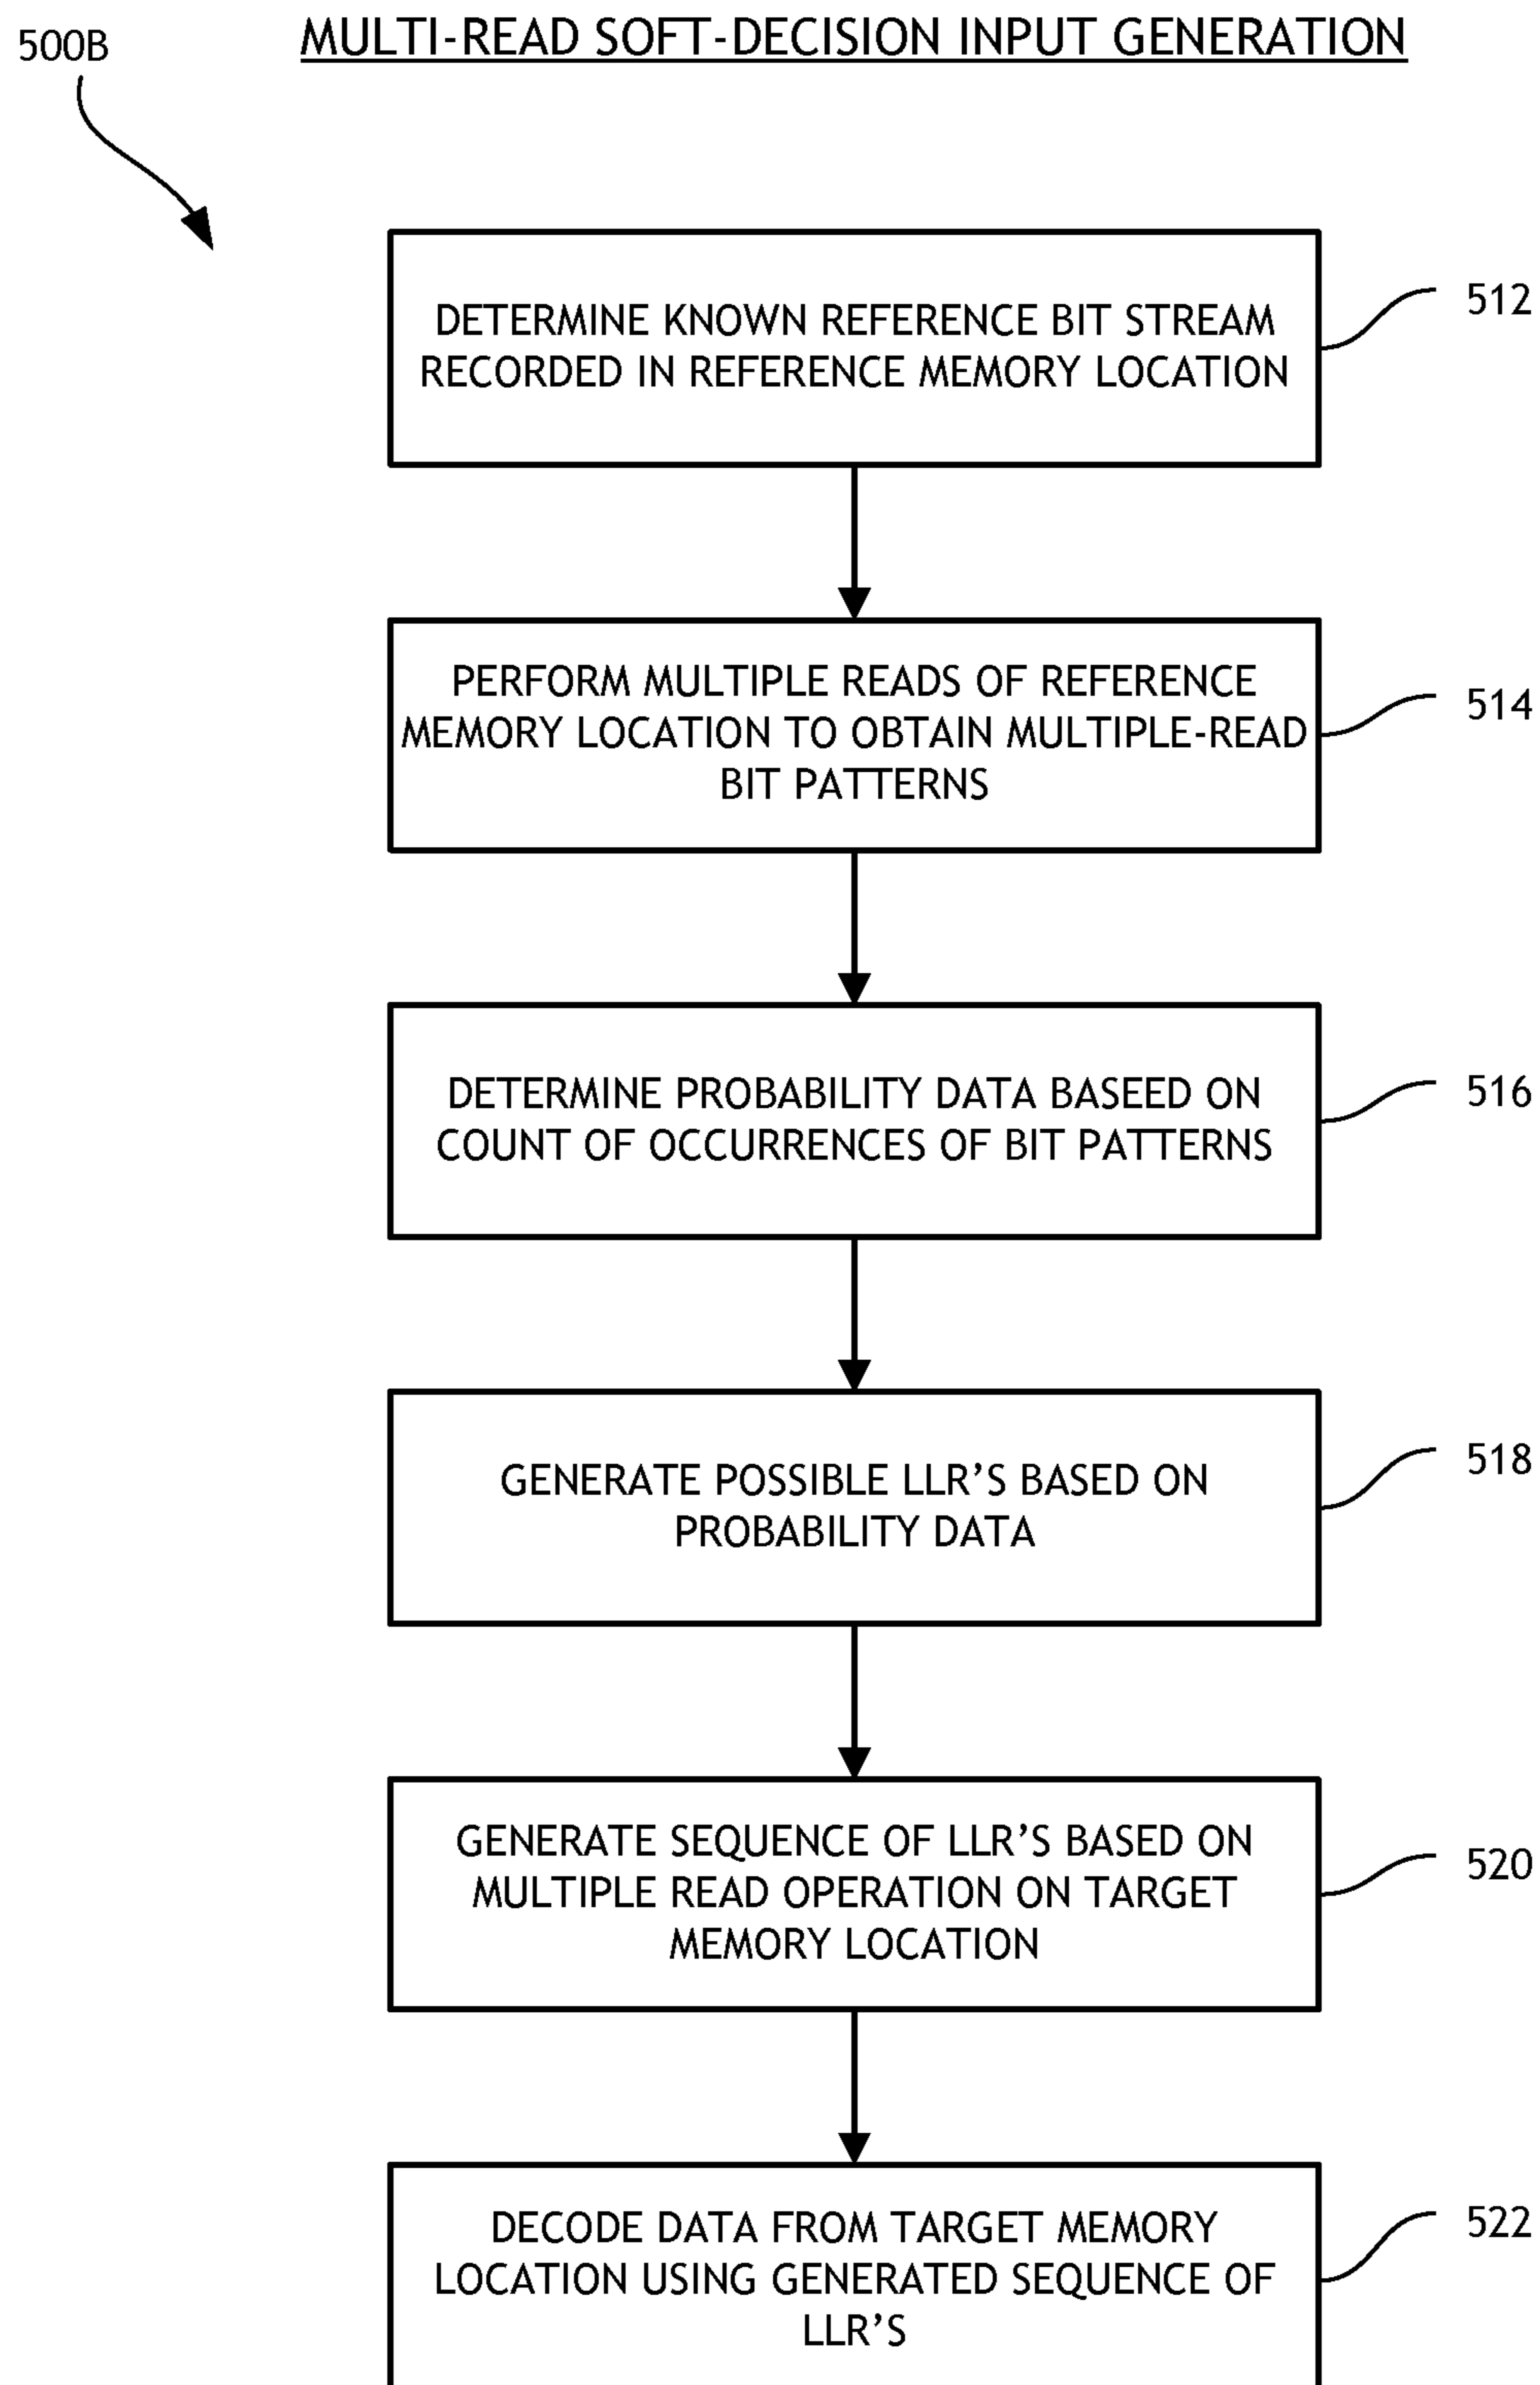 500B
MULTI-READ SOFT-DECISION INPUT GENERATION
DETERMINE KNOWN REFERENCE BIT STREAM
RECORDED IN REFERENCE MEMORY LOCATION
512
PERFORM MULTIPLE READS OF REFERENCE
MEMORY LOCATION TO OBTAIN MULTIPLE-READ
BIT PATTERNS
514
DETERMINE PROBABILITY DATA BASEED ON
COUNT OF OCCURRENCES OF BIT PATTERNS
516
GENERATE POSSIBLE LLR’S BASED ON
PROBABILITY DATA
518
GENERATE SEQUENCE OF LLR’S BASED ON
MULTIPLE READ OPERATION ON TARGET
MEMORY LOCATION
520
DECODE DATA FROM TARGET MEMORY
LOCATION USING GENERATED SEQUENCE OF
LLR’S
522